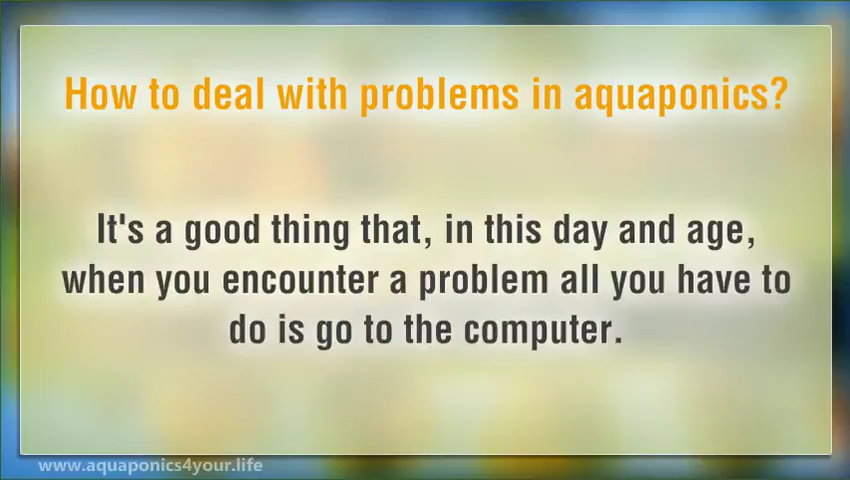 How to deal with problems in aquaponics?
It's a good thing that, in this day and age,
when you encounter a problem all you have to
do is go to the computer.
www.aquaponics4your.life